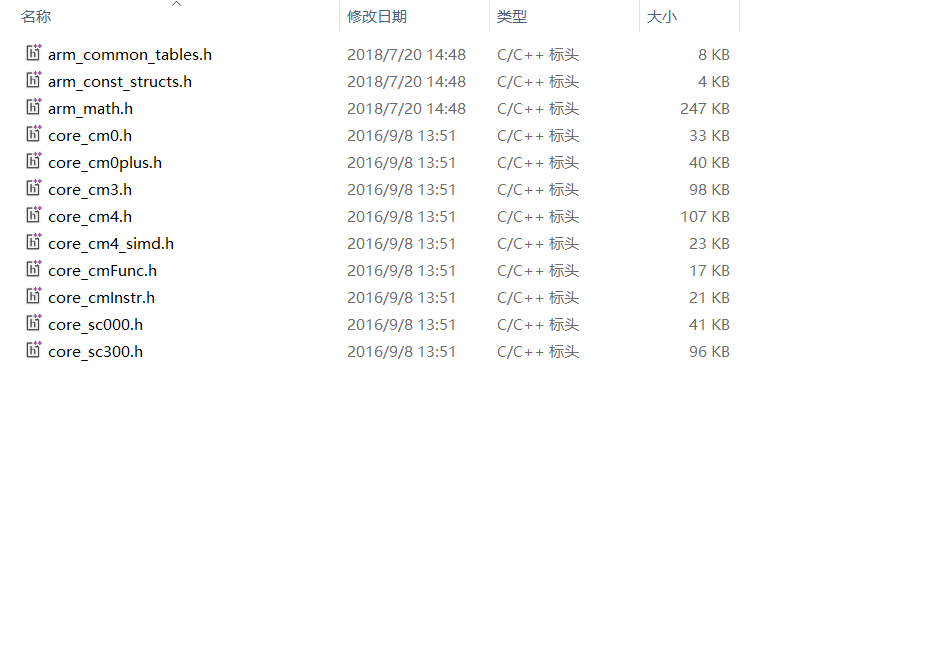 名称 修改日期 类型 大小
arm_common_tables.h 2018/7/20 14:48 C/C++ 标头 8 KB
arm_const_structs.h 2018/7/20 14:48 C/C++ 标头 4 KB
arm_math.h 2018/7/20 14:48 C/C++ 标头 247 KB
core_cm0.h 2016/9/8 13:51 C/C++ 标头 33 KB
core_cm0plus.h 2016/9/8 13:51 C/C++ 标头 40 KB
core_cm3.h 2016/9/8 13:51 C/C++ 标头 98 KB
core_cm4.h 2016/9/8 13:51 C/C++ 标头 107 KB
core_cm4_simd.h 2016/9/8 13:51 C/C++ 标头 23 KB
core_cmFunc.h 2016/9/8 13:51 C/C++ 标头 17 KB
core_cmInstr.h 2016/9/8 13:51 C/C++ 标头 21 KB
core_sc000.h 2016/9/8 13:51 C/C++ 标头 41 KB
core_sc300.h 2016/9/8 13:51 C/C++ 标头 96 KB